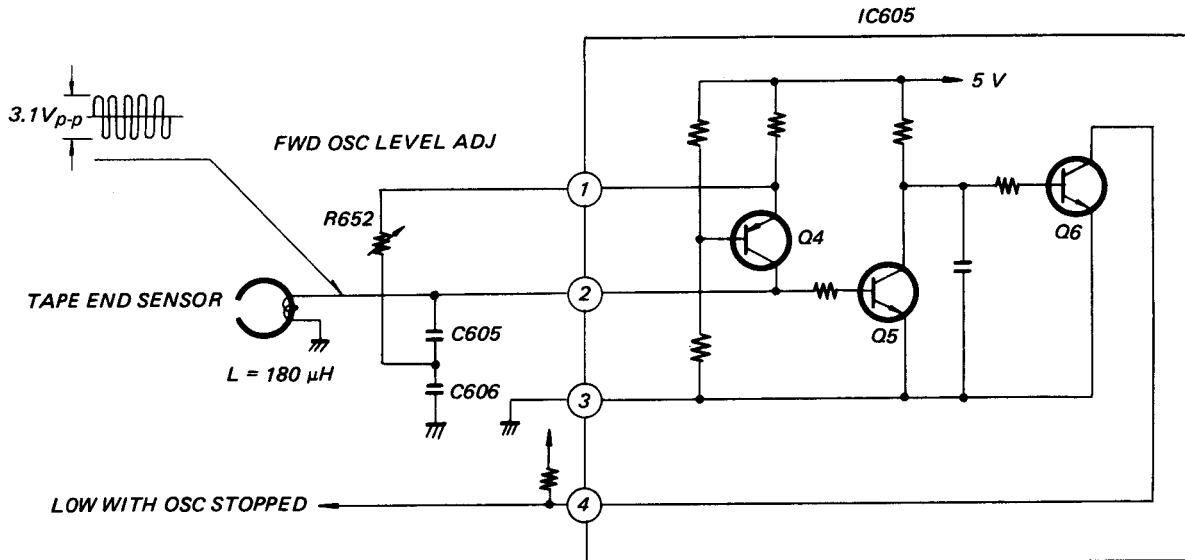 IC605
5 V
3.1Vp-p
FWD OSC LEVEL ADJ
1
R652
Q4
Q6
TAPE END SENSOR
2
C605
Q5
L = 180 μH
C606
3
LOW WITH OSC STOPPED
4